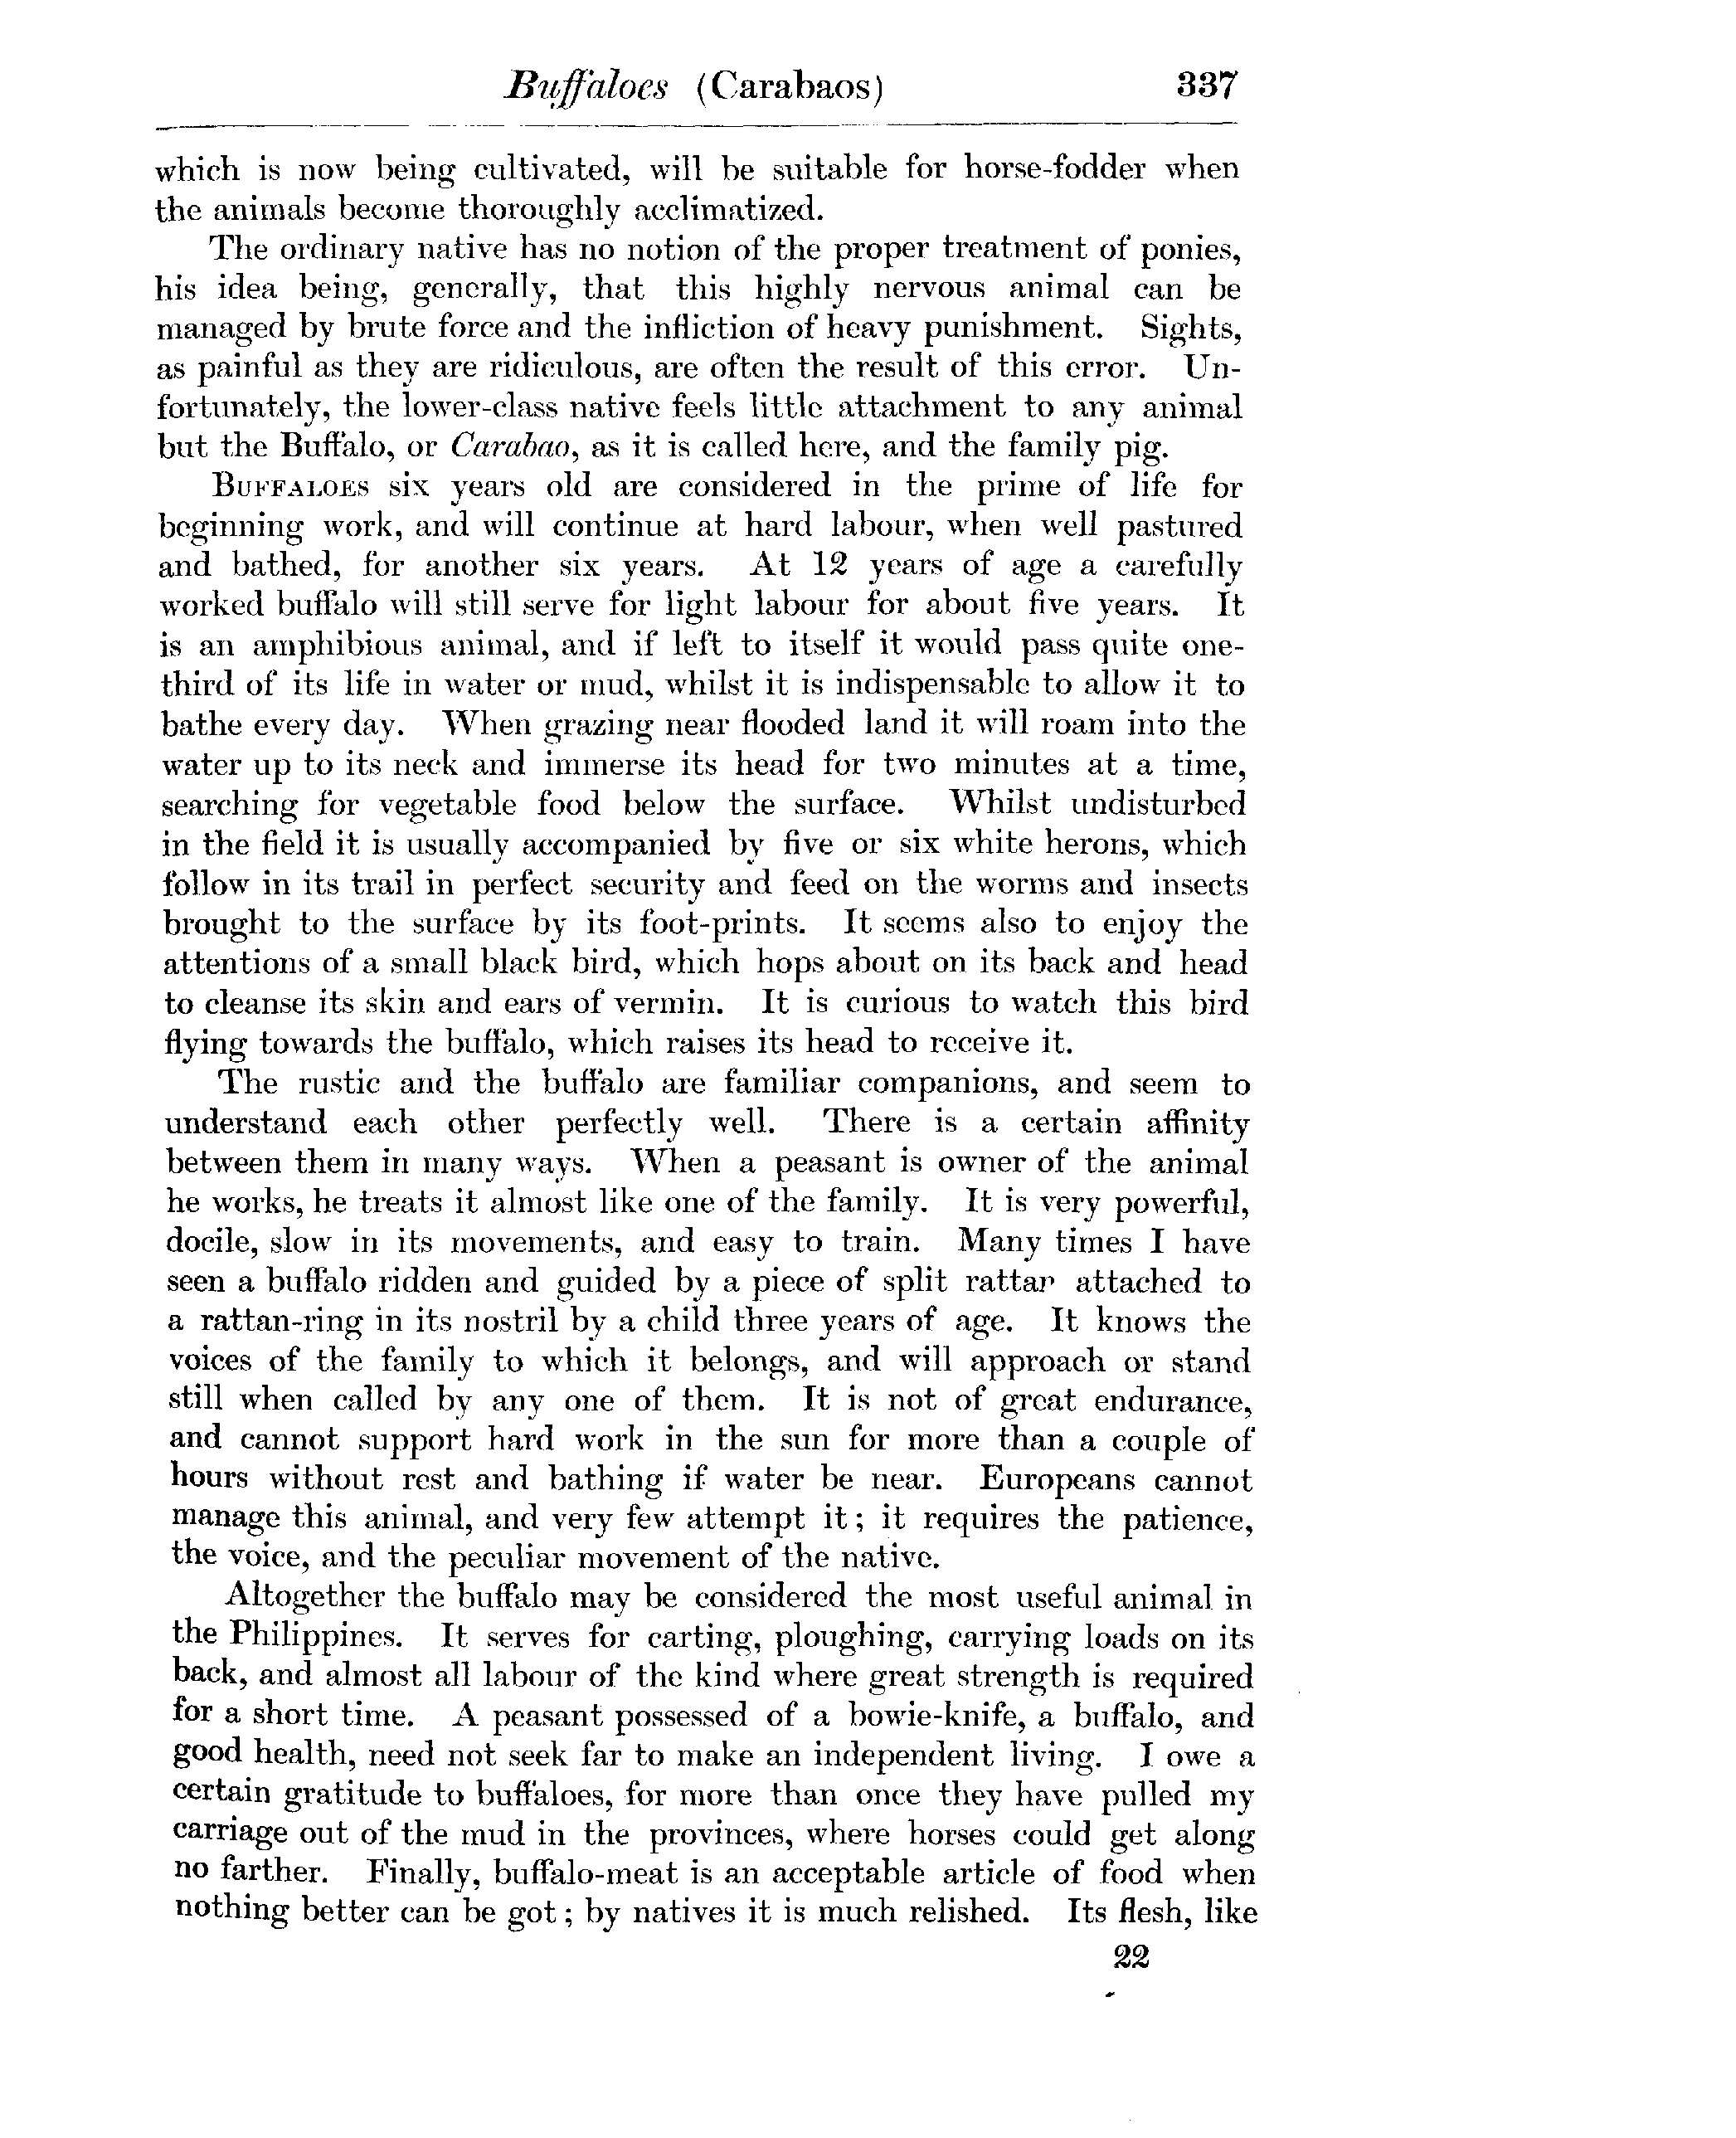 Buffaloes (Carabaos) 337
which is now being cultivated, will be suitable for horse-fodder when
the animals become thoroughly acclimatized.
The ordinary native has no notion of the proper treatment of ponies,
his idea being, generally, that this highly nervous animal can be
managed by brute force and the infliction of heavy punishment. Sights,
as painful as they are ridiculous, are often the result of this error. Un-
fortunately, the lower-class native feels little attachment to any animal
but the Buffalo, or Carabao, as it is called here, and the family pig.
BUFFALOES six years old are considered in the prime of life for
beginning work, and will continue at hard labour, when well pastured
and bathed, for another six years. At 12 years of age a carefully
worked buffalo will still serve for light labour for about five years. It
is an amphibious animal, and if left to itself it would pass quite one-
third of its life in water or mud, whilst it is indispensable to allow it to
bathe every day. When grazing near flooded land it will roam into the
water up to its neck and immerse its head for two minutes at a time,
searching for vegetable food below the surface. Whilst undisturbed
in the field it is usually accompanied by five or six white herons, which
follow in its trail in perfect security and feed on the worms and insects
brought to the surface by its foot-prints. It seems also to enjoy the
attentions of a small black bird, which hops about on its back and head
to cleanse its skin and ears of vermin. It is curious to watch this bird
flying towards the buffalo, which raises its head to receive it.
The rustic and the buffalo are familiar companions, and seem to
understand each other perfectly well. There is a certain affinity
between them in many ways. When a peasant is owner of the animal
he works, he treats it almost like one of the family. It is very powerful,
docile, slow in its movements, and easy to train. Many times I have
seen a buffalo ridden and guided by a piece of split rattan attached to
a rattan-ring in its nostril by a child three years of age. It knows the
voices of the family to which it belongs, and will approach or stand
still when called by any one of them. It is not of great endurance,
and cannot support hard work in the sun for more than a couple of
hours without rest and bathing if water be near. Europeans cannot
manage this animal, and very few attempt it; it requires the patience,
the voice, and the peculiar movement of the native.
Altogether the buffalo may be considered the most useful animal in
the Philippines. It serves for carting, ploughing, carrying loads on its
back, and almost all labour of the kind where great strength is required
for a short time. A peasant possessed of a bowie-knife, a buffalo, and
good health, need not seek far to make an independent living. I owe a
certain gratitude to buffaloes, for more than once they have pulled my
carriage out of the mud in the provinces, where horses could get along
no farther. Finally, buffalo-meat is an acceptable article of food when
nothing better can be got; by natives it is much relished. Its flesh, like
22